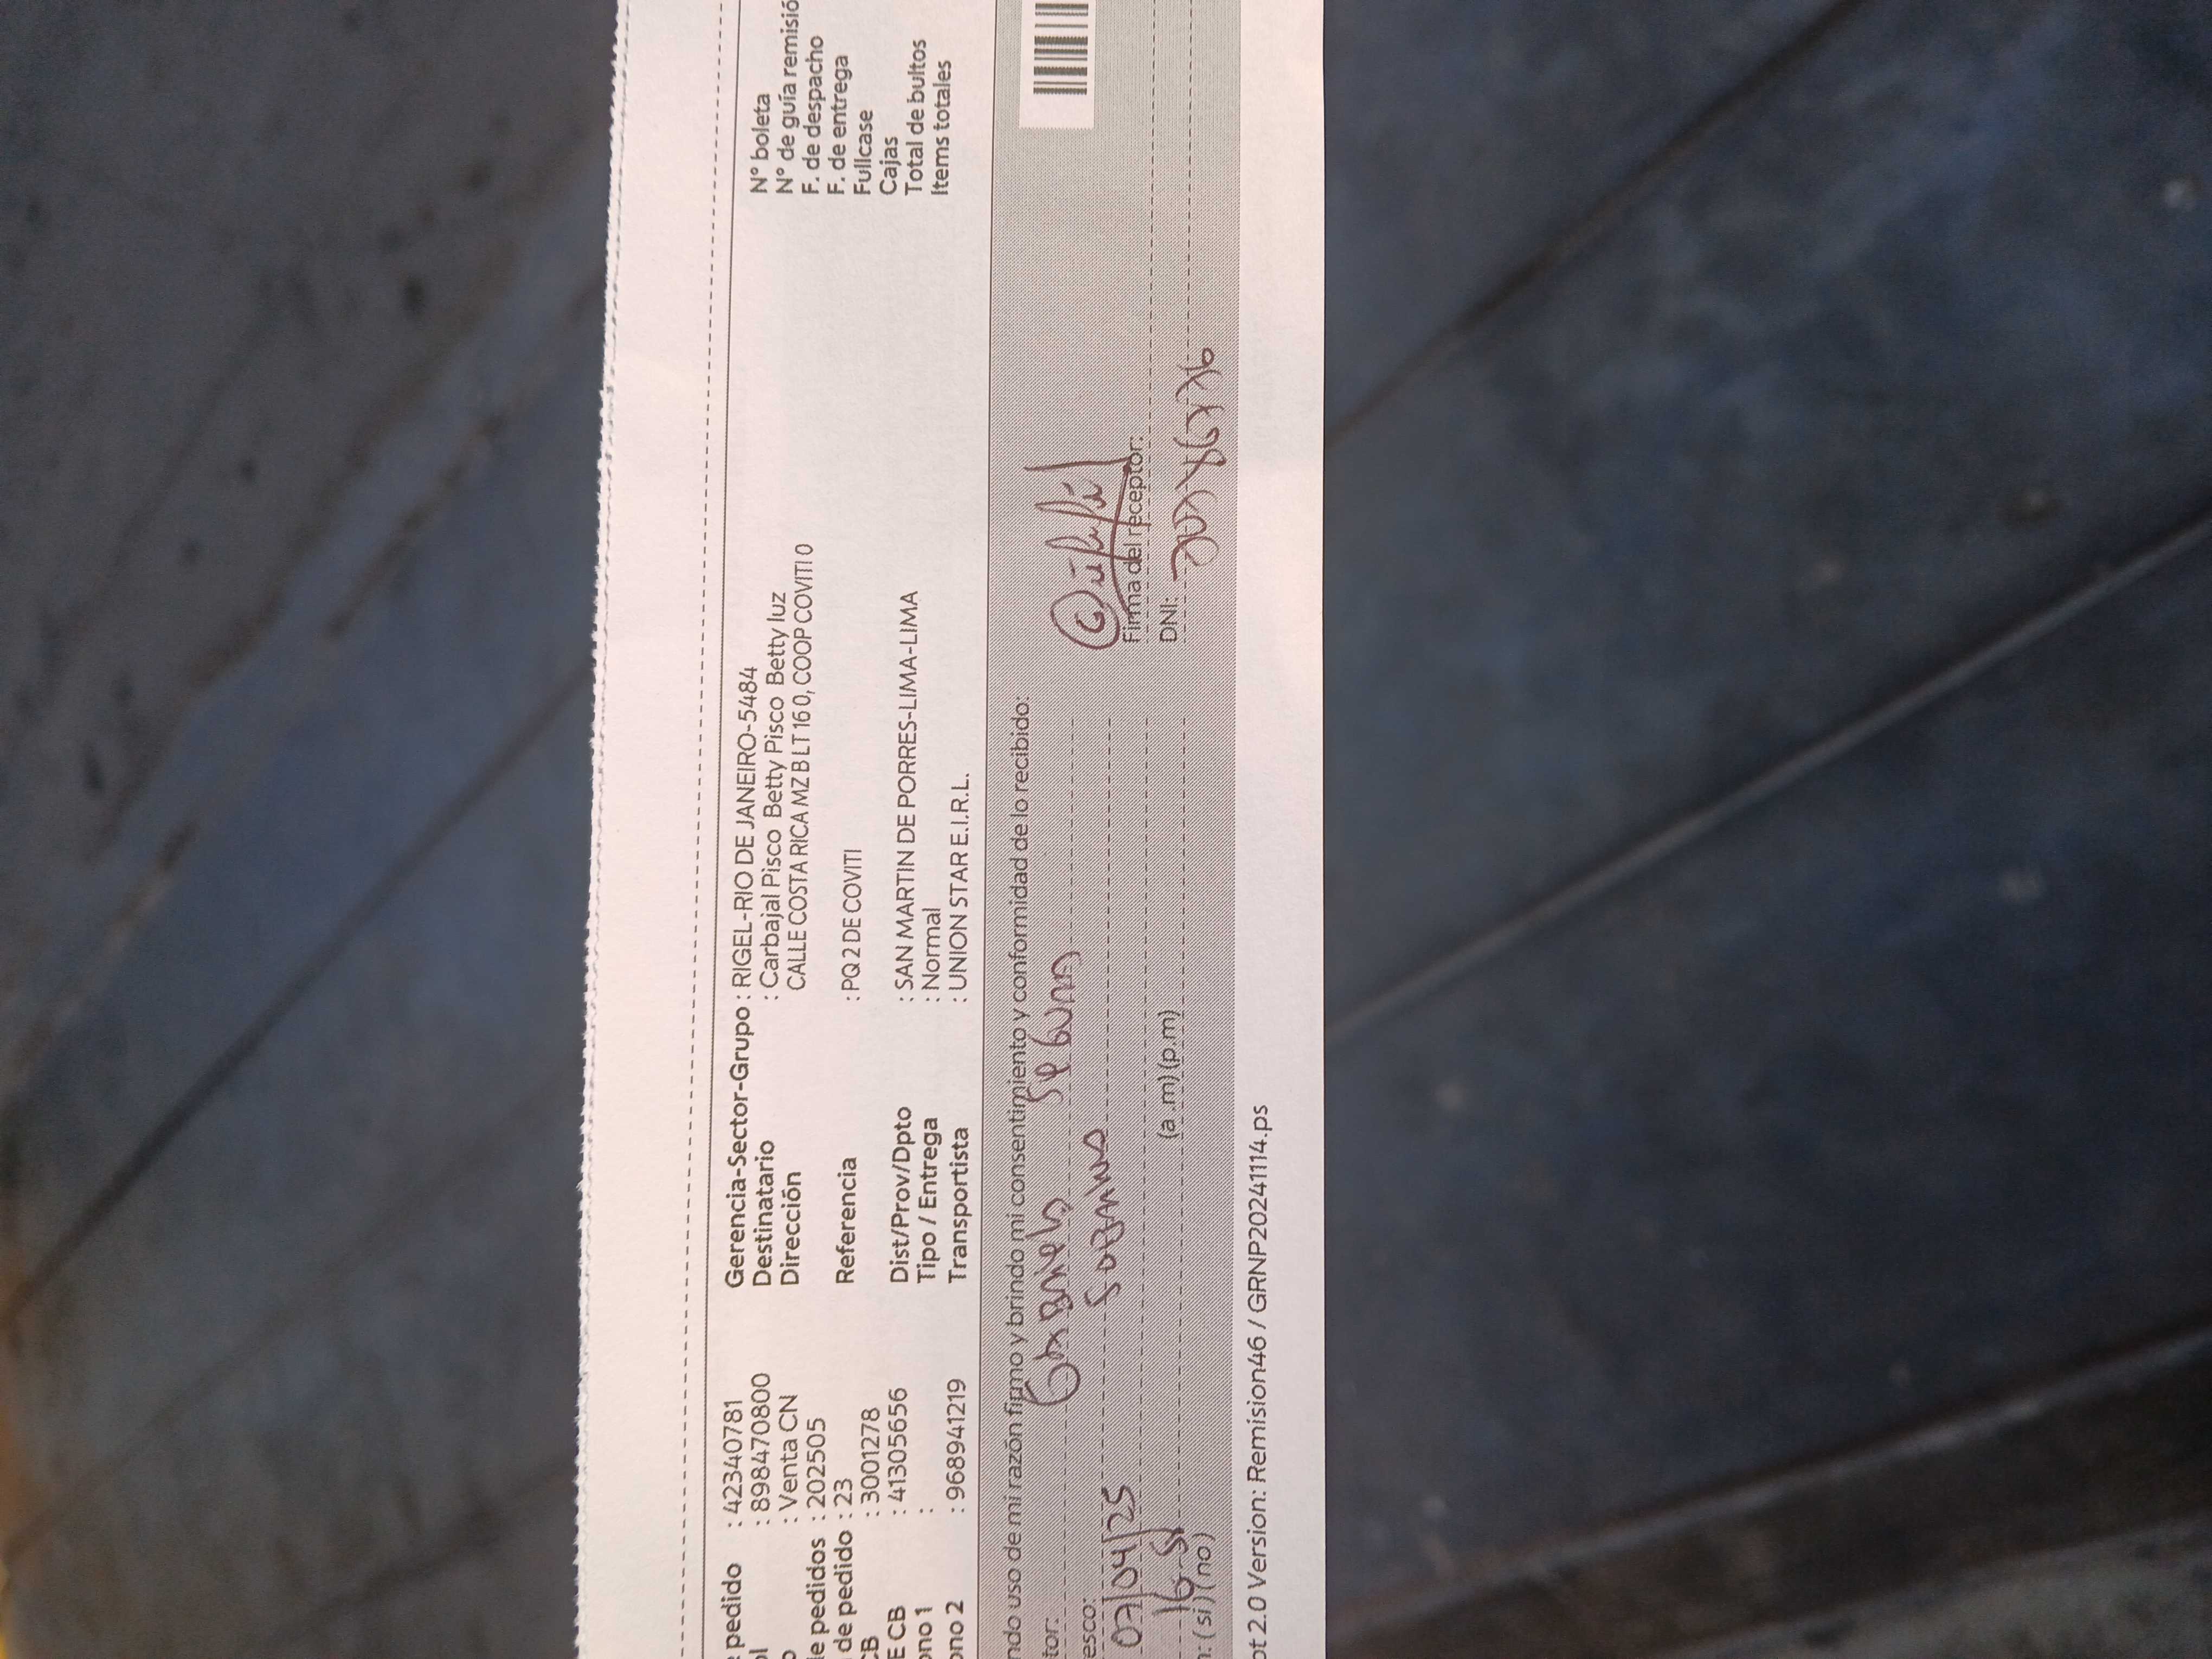 pedido : 42340781
: 898470800
: Venta CN
de pedidos : 202505
de pedido : 23
CB : 3001278
E CB : 41305656
ono 1 :
ono 2 : 968941219
Gerencia-Sector-Grupo : RIGEL-RIO DE JANEIRO-5484
Destinatario : Carbajal Pisco Betty Pisco Betty luz
Dirección CALLE COSTA RICA MZ B LT 16 0, COOP COVITI 0
Referencia : PQ 2 DE COVITI
Dist/Prov/Dpto : SAN MARTIN DE PORRES-LIMA-LIMA
Tipo / Entrega : Normal
Transportista : UNION STAR E.I.R.L.
N° boleta
N° de guía remisió
F. de despacho
F. de entrega
Fullcase
Cajas
Total de bultos
Items totales
ndo uso de mi razón firmo y brindo mi consentimiento y conformidad de lo recibido:
tor:
esco: Sobrino
07/04/25
(a .m) (p.m)
: (si) (no)
Firma del receptor:
DNI:
ot 2.0 Version: Remision46 / GRNP20241114.ps